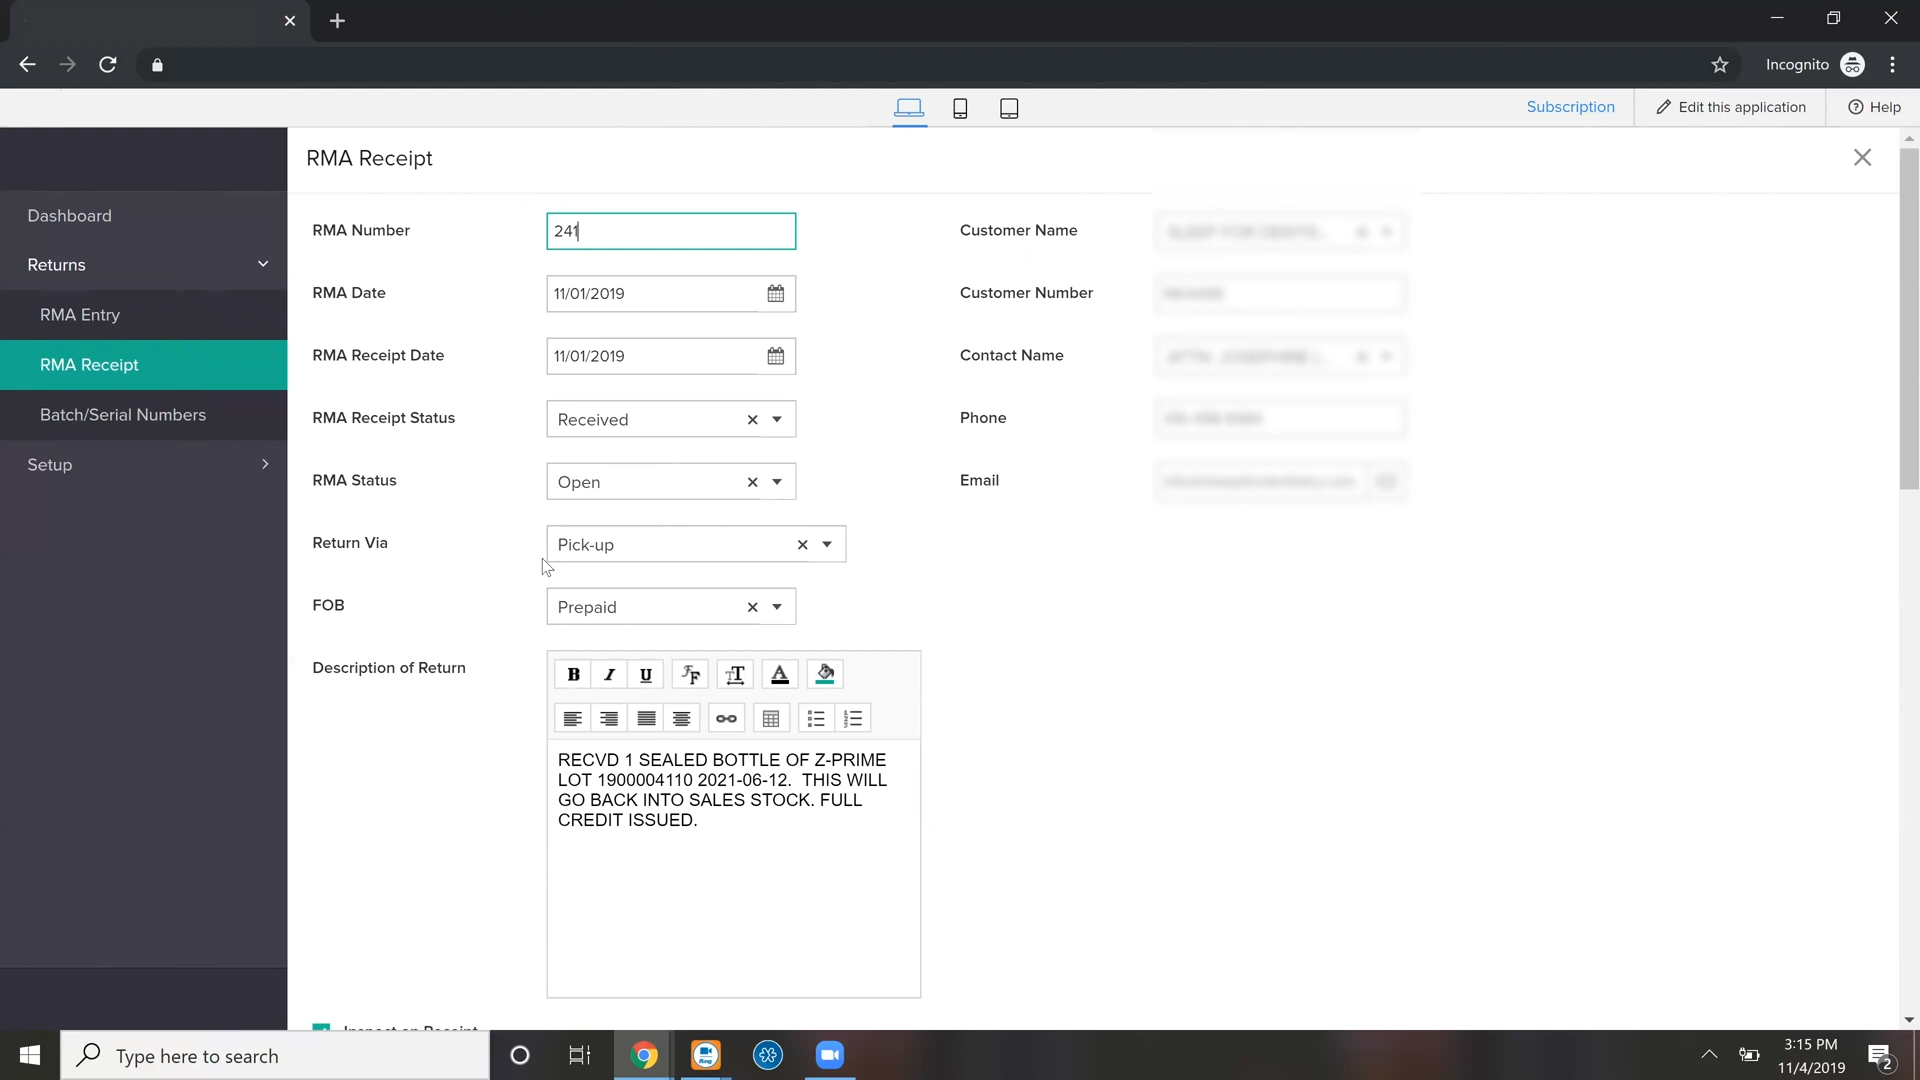 Incognito
Subscription
Edit this application
Help
RMA Receipt
Dashboard
Returns
RMA Entry
RMA Receipt
Batch/Serial Numbers
Setup
RMA Number
241
RMA Date
11/01/2019
RMA Receipt Date
11/01/2019
RMA Receipt Status
Received
RMA Status
Open
Return Via
Pick-up
FOB
Prepaid
Description of Return
B I U
RECVD 1 SEALED BOTTLE OF Z-PRIME
LOT 1900004110 2021-06-12. THIS WILL
GO BACK INTO SALES STOCK. FULL
CREDIT ISSUED.
Customer Name
Customer Number
Contact Name
Phone
Email
Inspect on Receipt
Type here to search
3:15 PM
11/4/2019
2